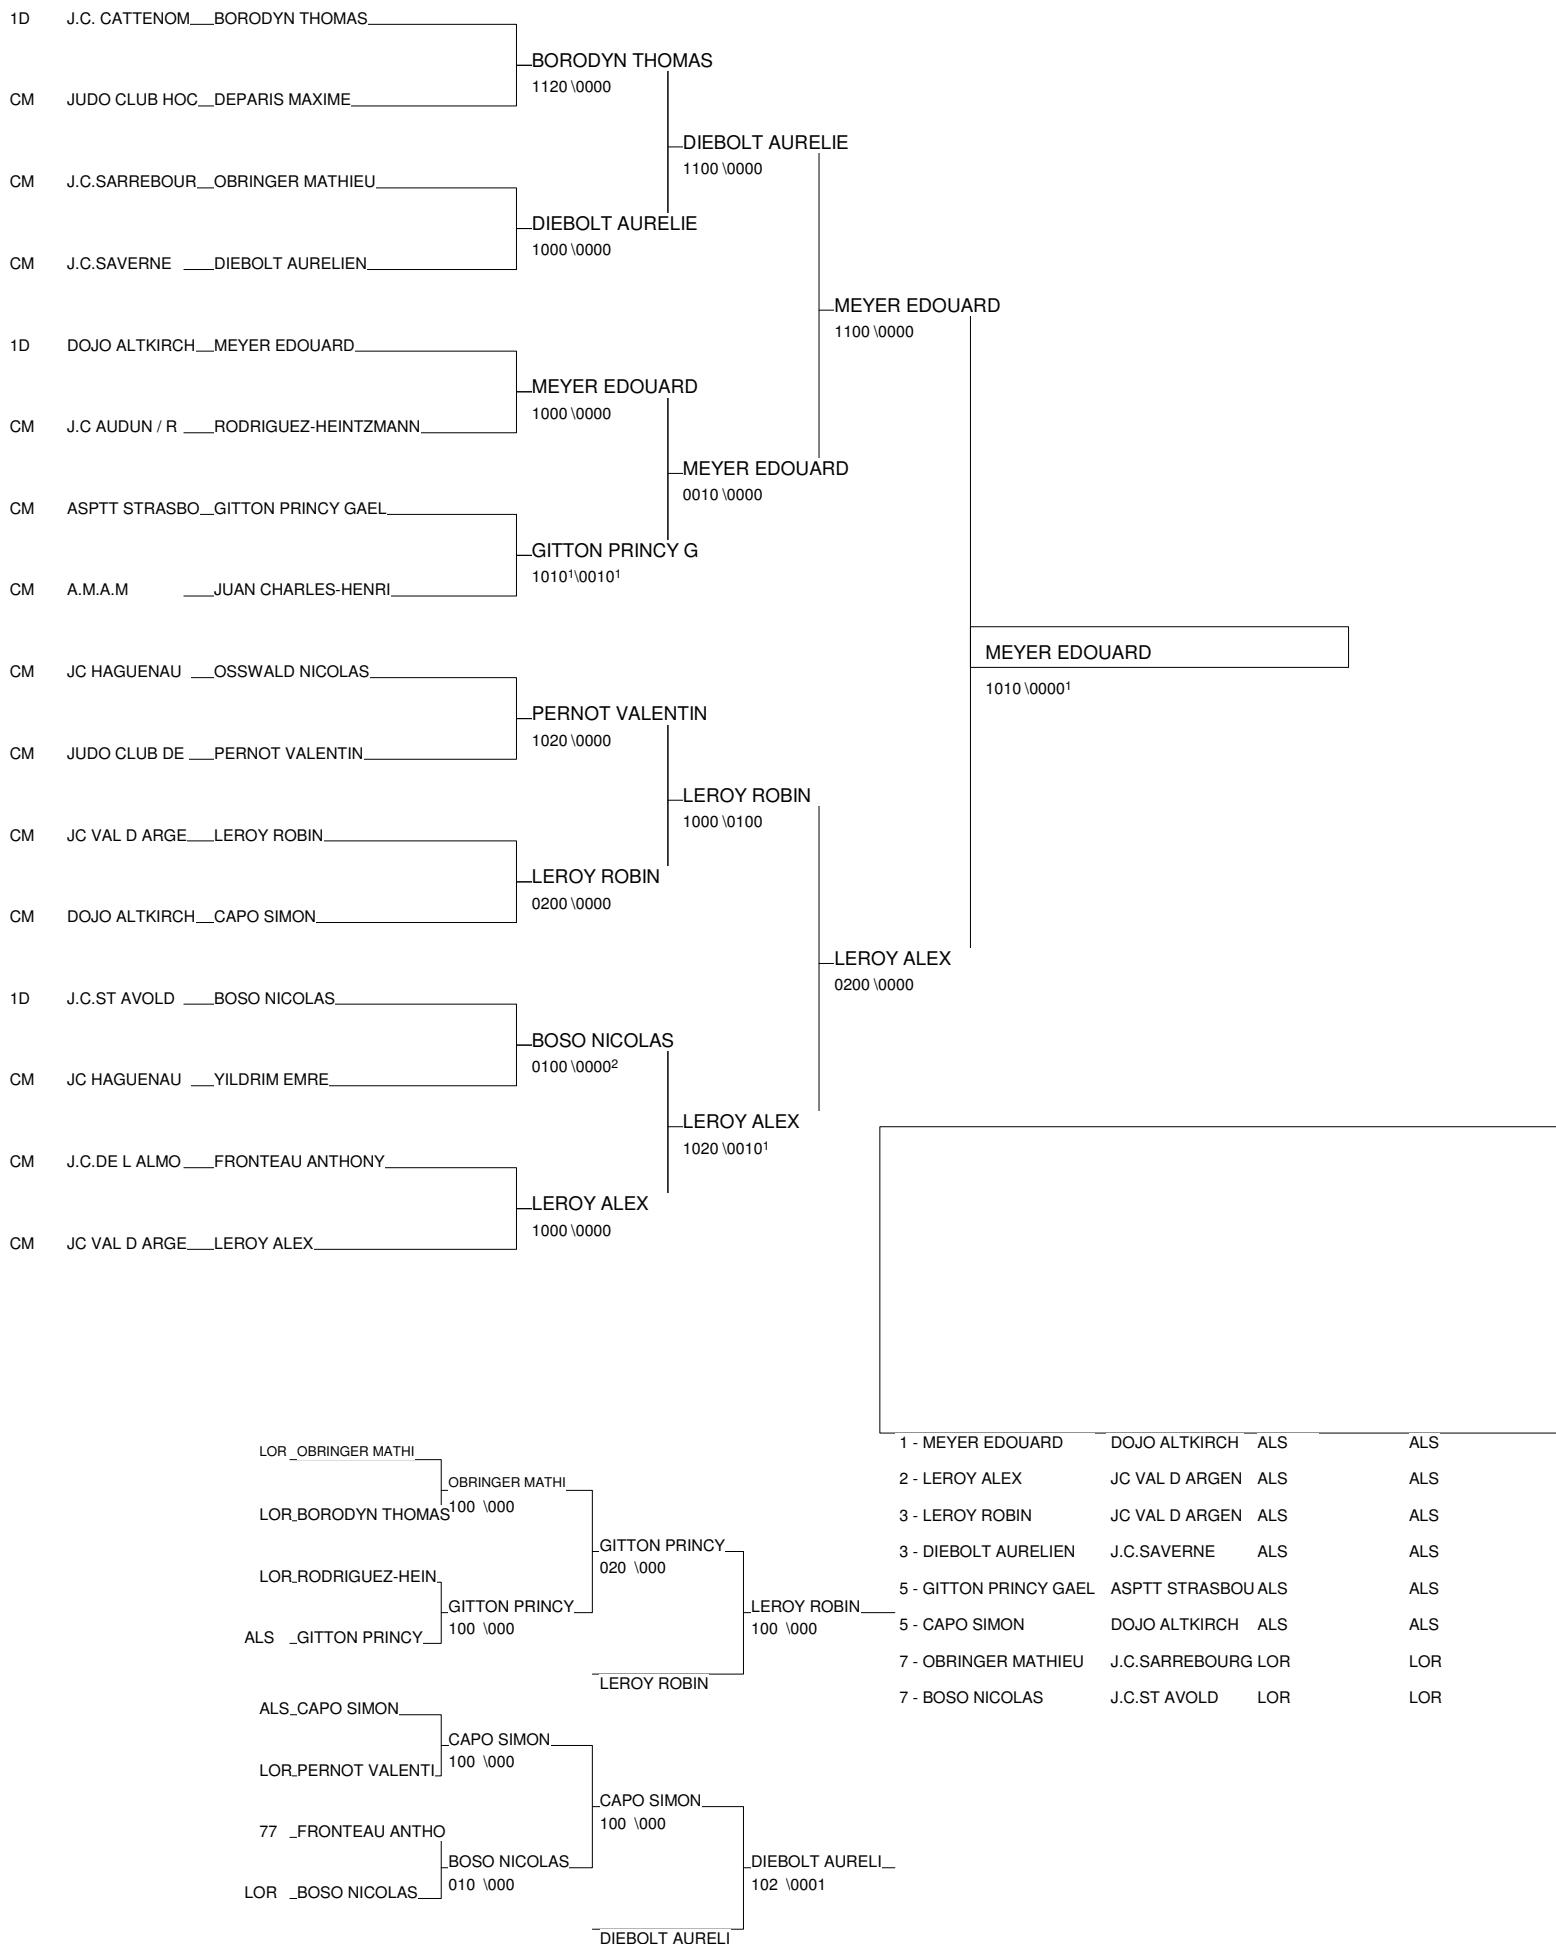 1D J.C. CATTENOM BORODYN THOMAS
BORODYN THOMAS
1120 \0000
CM JUDO CLUB HOC DEPARIS MAXIME
DIEBOLT AURELIE
1100 \0000
CM J.C.SARREBOUR OBRINGER MATHIEU
DIEBOLT AURELIE
1000 \0000
CM J.C.SAVERNE DIEBOLT AURELIEN
MEYER EDOUARD
1100 \0000
1D DOJO ALTKIRCH MEYER EDOUARD
MEYER EDOUARD
1000 \0000
CM J.C AUDUN / R RODRIGUEZ-HEINTZMANN
MEYER EDOUARD
0010 \0000
CM ASPTT STRASBO GITTON PRINCY GAEL
GITTON PRINCY G
1010¹\0010¹
CM A.M.A.M JUAN CHARLES-HENRI
MEYER EDOUARD
1010 \0000¹
CM JC HAGUENAU OSSWALD NICOLAS
PERNOT VALENTIN
1020 \0000
CM JUDO CLUB DE PERNOT VALENTIN
LEROY ROBIN
1000 \0100
CM JC VAL D ARGE LEROY ROBIN
LEROY ROBIN
0200 \0000
CM DOJO ALTKIRCH CAPO SIMON
LEROY ALEX
0200 \0000
1D J.C.ST AVOLD BOSO NICOLAS
BOSO NICOLAS
0100 \0000²
CM JC HAGUENAU YILDRIM EMRE
LEROY ALEX
1020 \0010¹
CM J.C.DE L ALMO FRONTEAU ANTHONY
LEROY ALEX
1000 \0000
CM JC VAL D ARGE LEROY ALEX
LOR OBRINGER MATHI
OBRINGER MATHI
100 \000
LOR BORODYN THOMAS
GITTON PRINCY
020 \000
LOR RODRIGUEZ-HEIN
GITTON PRINCY
100 \000
ALS GITTON PRINCY
LEROY ROBIN
100 \000
LEROY ROBIN
ALS CAPO SIMON
CAPO SIMON
100 \000
LOR PERNOT VALENTI
CAPO SIMON
100 \000
77 FRONTEAU ANTHO
BOSO NICOLAS
010 \000
LOR BOSO NICOLAS
DIEBOLT AURELI
102 \0001
DIEBOLT AURELI
1 - MEYER EDOUARD DOJO ALTKIRCH ALS ALS
2 - LEROY ALEX JC VAL D ARGEN ALS ALS
3 - LEROY ROBIN JC VAL D ARGEN ALS ALS
3 - DIEBOLT AURELIEN J.C.SAVERNE ALS ALS
5 - GITTON PRINCY GAEL ASPTT STRASBOU ALS ALS
5 - CAPO SIMON DOJO ALTKIRCH ALS ALS
7 - OBRINGER MATHIEU J.C.SARREBOURG LOR LOR
7 - BOSO NICOLAS J.C.ST AVOLD LOR LOR